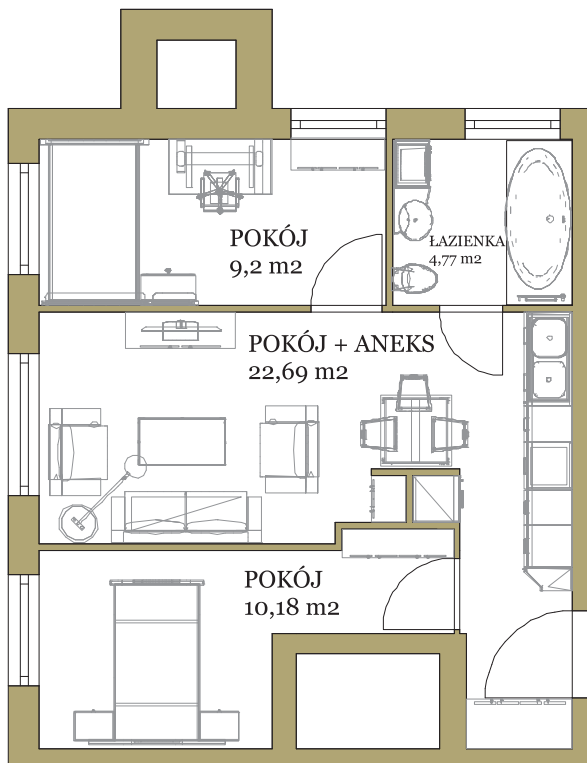 POKÓJ
9,2 m2
ŁAZIENKA
4,77 m2
POKÓJ + ANEKS
22,69 m2
POKÓJ
10,18 m2